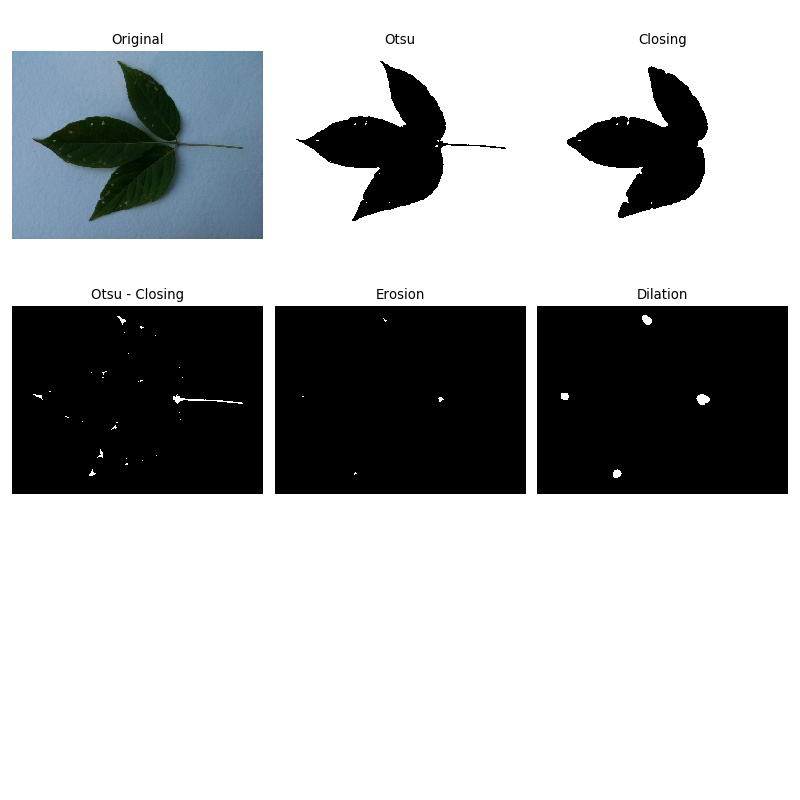 Original
Otsu
Closing
Otsu - Closing
Erosion
Dilation